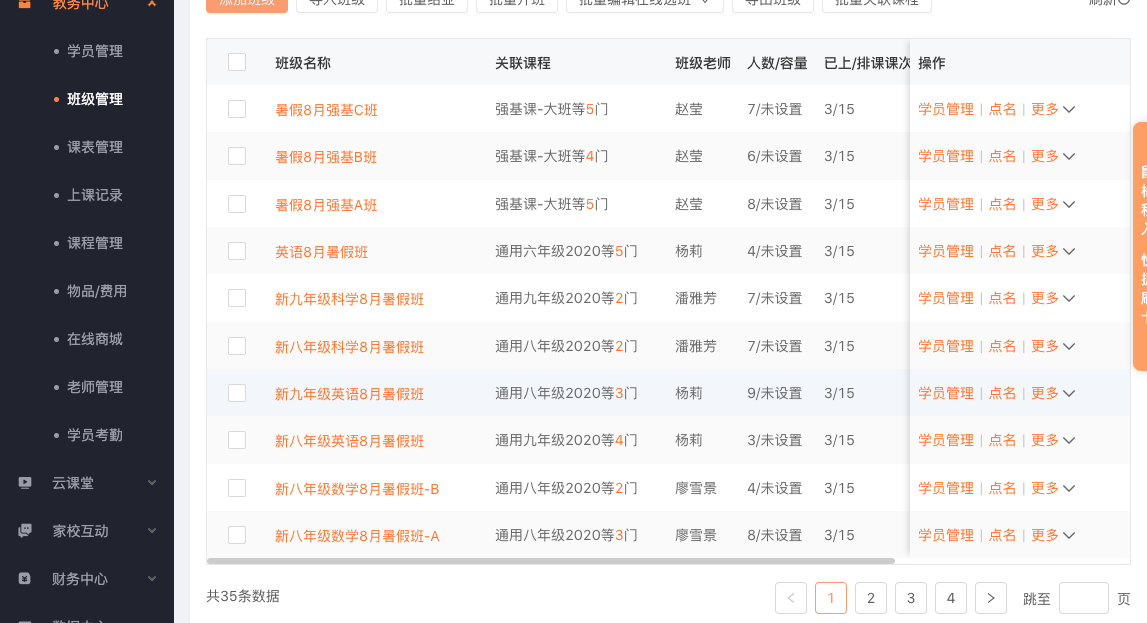 教务中心
学员管理
班级管理
课表管理
上课记录
课程管理
物品/费用
在线商城
老师管理
学员考勤
云课堂
家校互动
财务中心
添加班级 导入班级 批量结业 批量开班 批量编辑在线选班 导出班级 批量关联课程 刷新
班级名称 关联课程 班级老师 人数/容量 已上/排课课次 操作
暑假8月强基C班 强基课-大班等5门 赵莹 7/未设置 3/15 学员管理 | 点名 | 更多
暑假8月强基B班 强基课-大班等4门 赵莹 6/未设置 3/15 学员管理 | 点名 | 更多
暑假8月强基A班 强基课-大班等5门 赵莹 8/未设置 3/15 学员管理 | 点名 | 更多
英语8月暑假班 通用六年级2020等5门 杨莉 4/未设置 3/15 学员管理 | 点名 | 更多
新九年级科学8月暑假班 通用九年级2020等2门 潘雅芳 7/未设置 3/15 学员管理 | 点名 | 更多
新八年级科学8月暑假班 通用八年级2020等2门 潘雅芳 7/未设置 3/15 学员管理 | 点名 | 更多
新九年级英语8月暑假班 通用八年级2020等3门 杨莉 9/未设置 3/15 学员管理 | 点名 | 更多
新八年级英语8月暑假班 通用九年级2020等4门 杨莉 3/未设置 3/15 学员管理 | 点名 | 更多
新八年级数学8月暑假班-B 通用八年级2020等2门 廖雪景 4/未设置 3/15 学员管理 | 点名 | 更多
新八年级数学8月暑假班-A 通用八年级2020等3门 廖雪景 8/未设置 3/15 学员管理 | 点名 | 更多
共35条数据 < 1 2 3 4 > 跳至 页